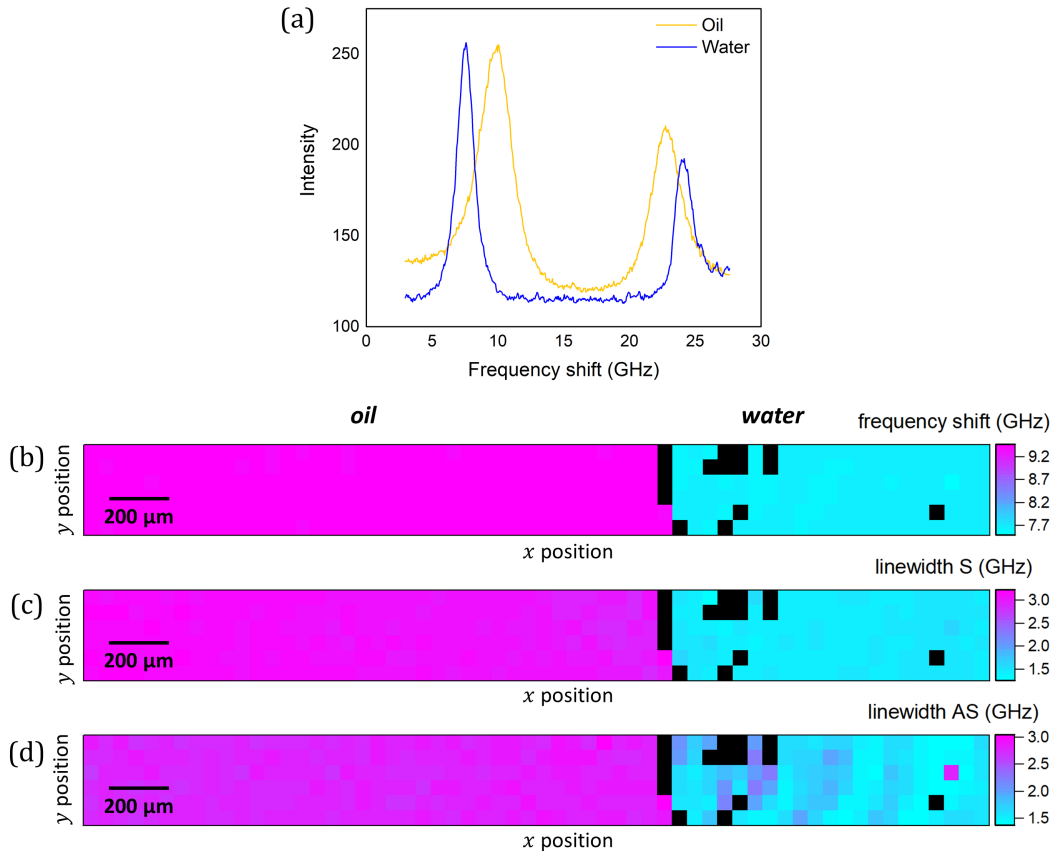 (a)
Oil
Water
250
200
150
100
Intensity
0 5 10 15 20 25 30
Frequency shift (GHz)
oil water
frequency shift (GHz)
(b)
y position
200 µm
9.2
8.7
8.2
7.7
x position
linewidth S (GHz)
(c)
y position
200 µm
3.0
2.5
2.0
1.5
x position
linewidth AS (GHz)
(d)
y position
200 µm
3.0
2.5
2.0
1.5
x position